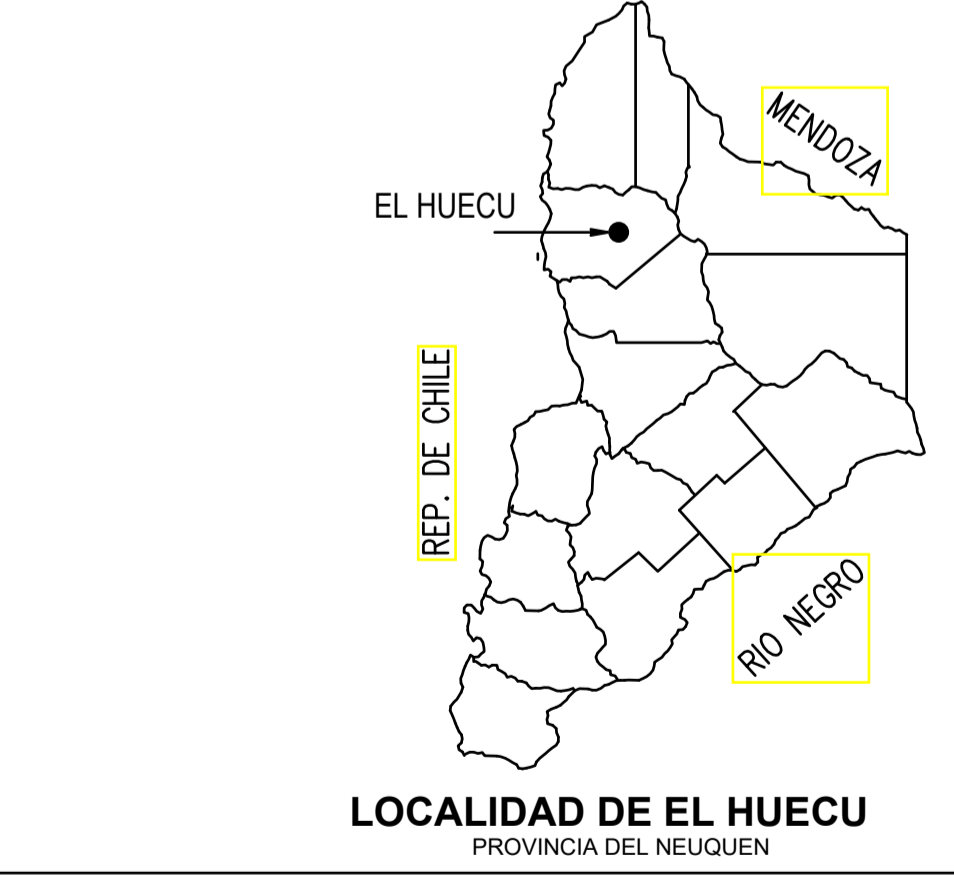 MENDOZA
EL HUECU
REP. DE CHILE
RIO NEGRO
LOCALIDAD DE EL HUECU
PROVINCIA DEL NEUQUEN